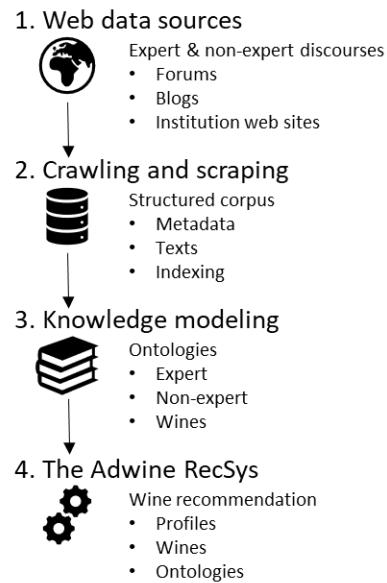 1. Web data sources
Expert & non-expert discourses
• Forums
• Blogs
• Institution web sites
2. Crawling and scraping
Structured corpus
• Metadata
• Texts
• Indexing
3. Knowledge modeling
Ontologies
• Expert
• Non-expert
• Wines
4. The Adwine RecSys
Wine recommendation
• Profiles
• Wines
• Ontologies